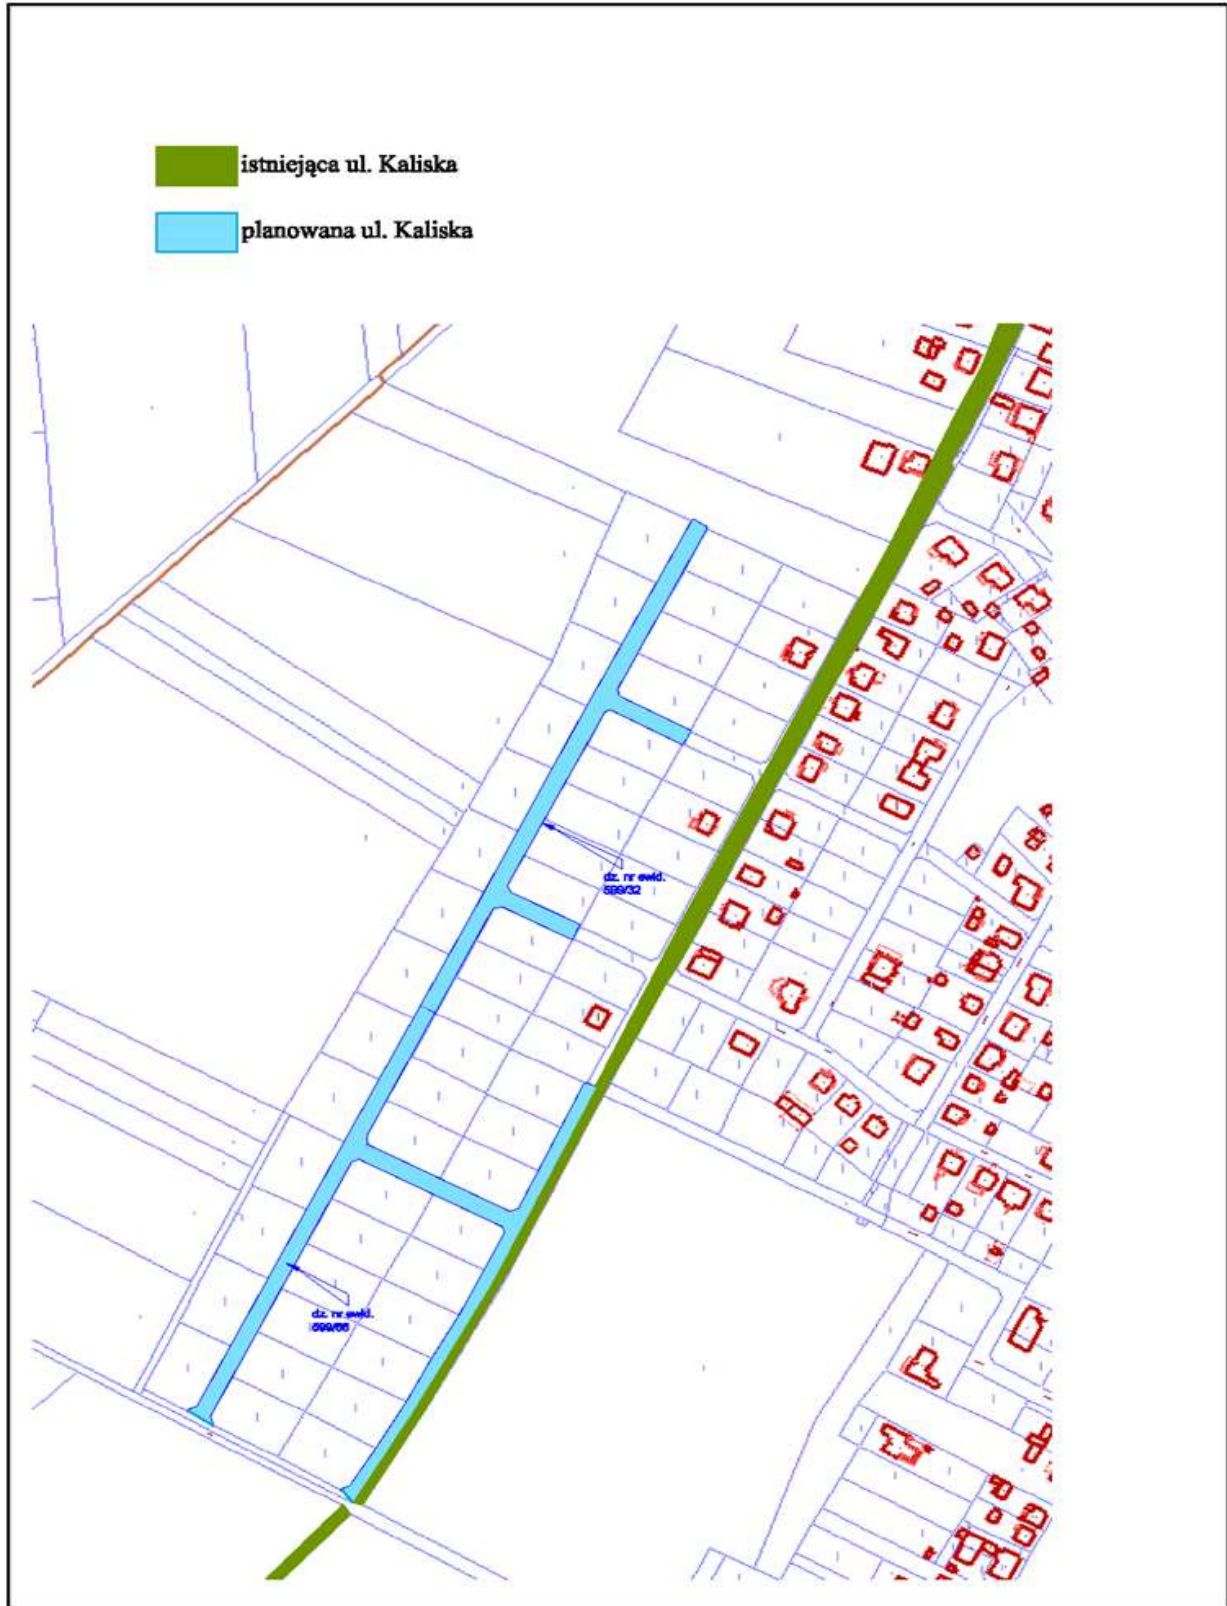 istniejąca ul. Kaliska
planowana ul. Kaliska
dz. nr ewid.
599/32
dz. nr ewid.